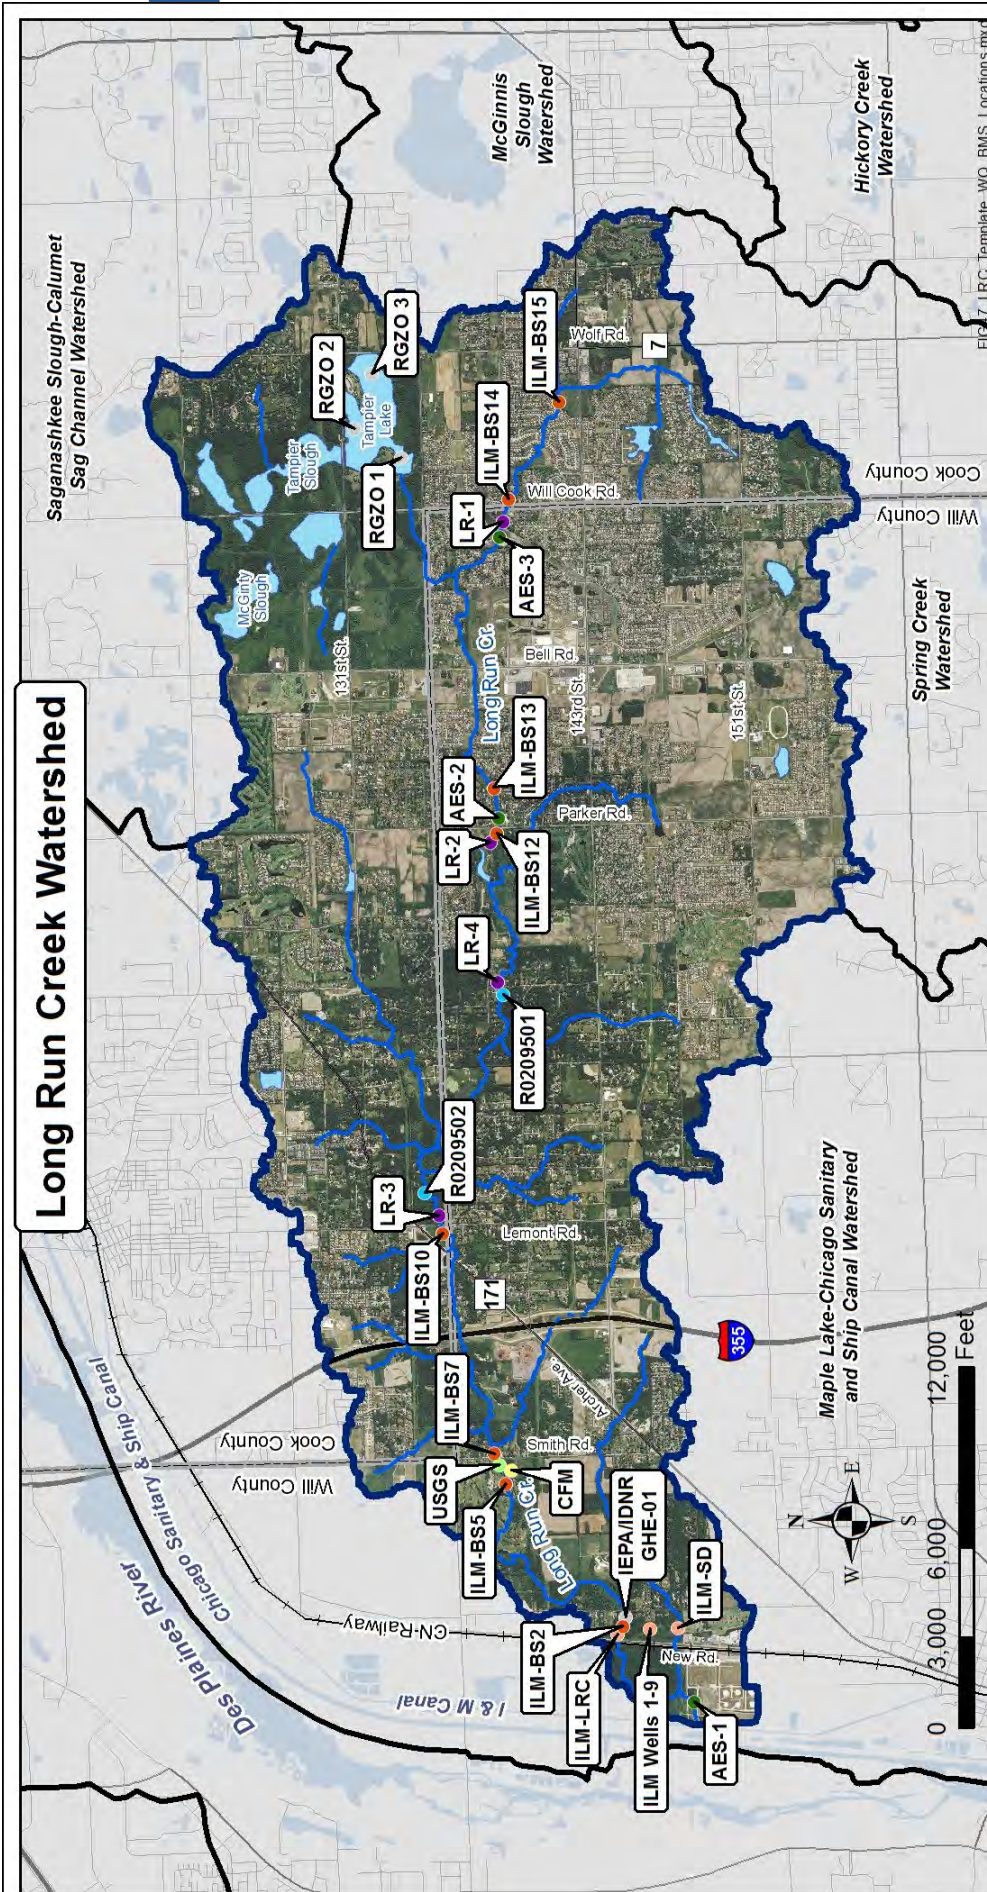 Long Run Creek Watershed
Saganashkee Slough-Calumet
Sag Channel Watershed
McGinnis
Slough
Watershed
Hickory Creek
Watershed
Spring Creek
Watershed
Maple Lake-Chicago Sanitary
and Ship Canal Watershed
Des Plaines River
Chicago Sanitary & Ship Canal
I & M Canal
CN-Railway
Will County
Cook County
Will County
Cook County
McGinty
Slough
Tampier
Slough
Tampier
Lake
131st St.
143rd St.
151st St.
Long Run Cr.
Long Run Cr.
Wolf Rd.
Will Cook Rd.
Bell Rd.
Parker Rd.
Lemont Rd.
Archer Ave.
Smith Rd.
New Rd.
7
171
355
RGZO 1
RGZO 2
RGZO 3
ILM-BS15
ILM-BS14
LR-1
AES-3
ILM-BS13
AES-2
LR-2
ILM-BS12
LR-4
R0209501
R0209502
LR-3
ILM-BS10
ILM-BS7
USGS
CFM
ILM-BS5
IEPA/IDNR
GHE-01
ILM-BS2
ILM-LRC
ILM Wells 1-9
ILM-SD
AES-1
N
W
E
S
0
3,000
6,000
12,000
Feet